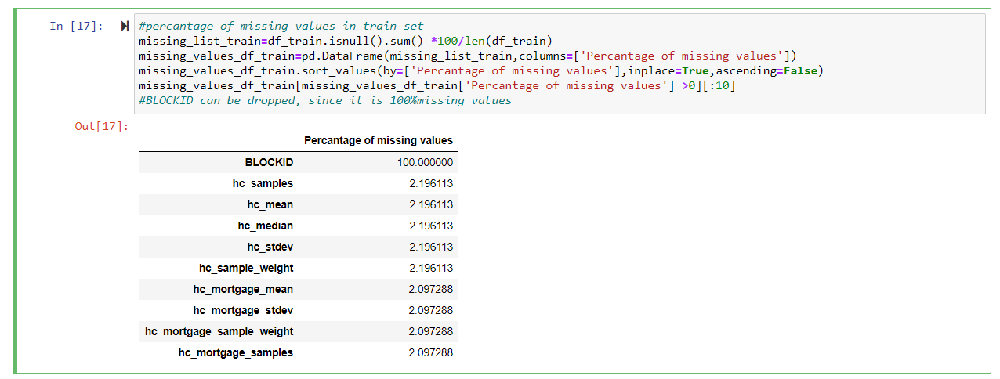 In [17]:
#percantage of missing values in train set
missing_list_train=df_train.isnull().sum() *100/len(df_train)
missing_values_df_train=pd.DataFrame(missing_list_train,columns=['Percantage of missing values'])
missing_values_df_train.sort_values(by=['Percantage of missing values'],inplace=True,ascending=False)
missing_values_df_train[missing_values_df_train['Percantage of missing values'] >0][:10]
#BLOCKID can be dropped, since it is 100%missing values
Out[17]:
Percantage of missing values
BLOCKID 100.000000
hc_samples 2.196113
hc_mean 2.196113
hc_median 2.196113
hc_stdev 2.196113
hc_sample_weight 2.196113
hc_mortgage_mean 2.097288
hc_mortgage_stdev 2.097288
hc_mortgage_sample_weight 2.097288
hc_mortgage_samples 2.097288